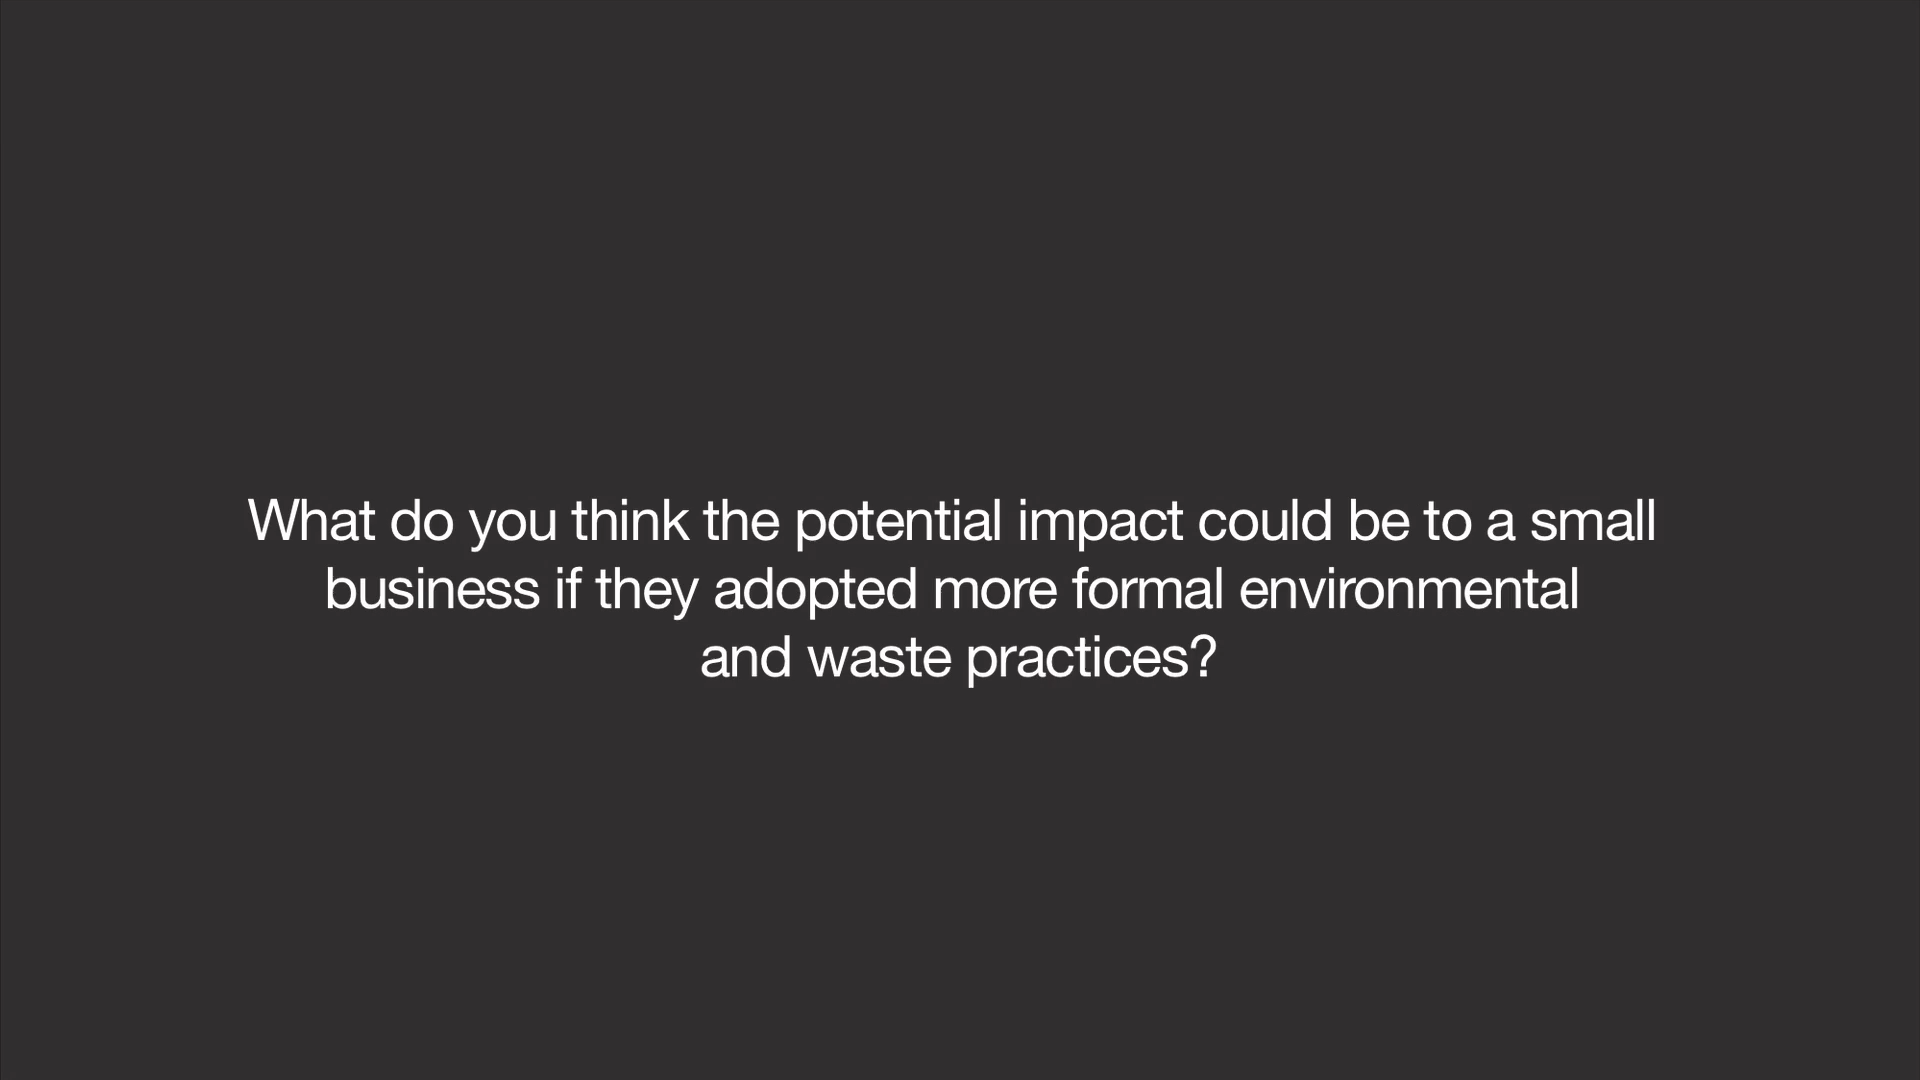 What do you think the potential impact could be to a small
business if they adopted more formal environmental
and waste practices?